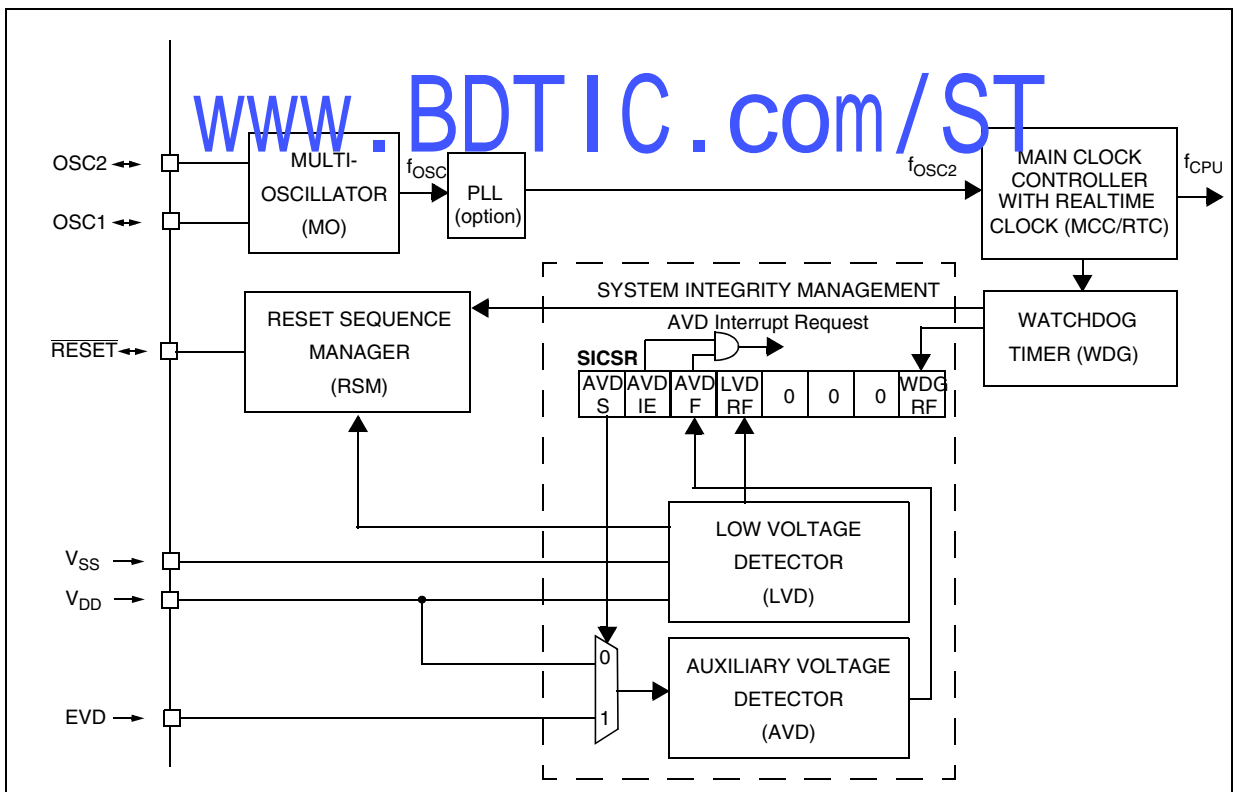 www.BDTIC.com/ST
OSC2
OSC1
MULTI-
OSCILLATOR
(MO)
fOSC
PLL
(option)
fOSC2
MAIN CLOCK
CONTROLLER
WITH REALTIME
CLOCK (MCC/RTC)
fCPU
SYSTEM INTEGRITY MANAGEMENT
RESET
RESET SEQUENCE
MANAGER
(RSM)
AVD Interrupt Request
WATCHDOG
TIMER (WDG)
SICSR
AVD AVD AVD LVD WDG
S IE F RF 0 0 0 RF
LOW VOLTAGE
DETECTOR
(LVD)
VSS
VDD
0
1
AUXILIARY VOLTAGE
DETECTOR
(AVD)
EVD